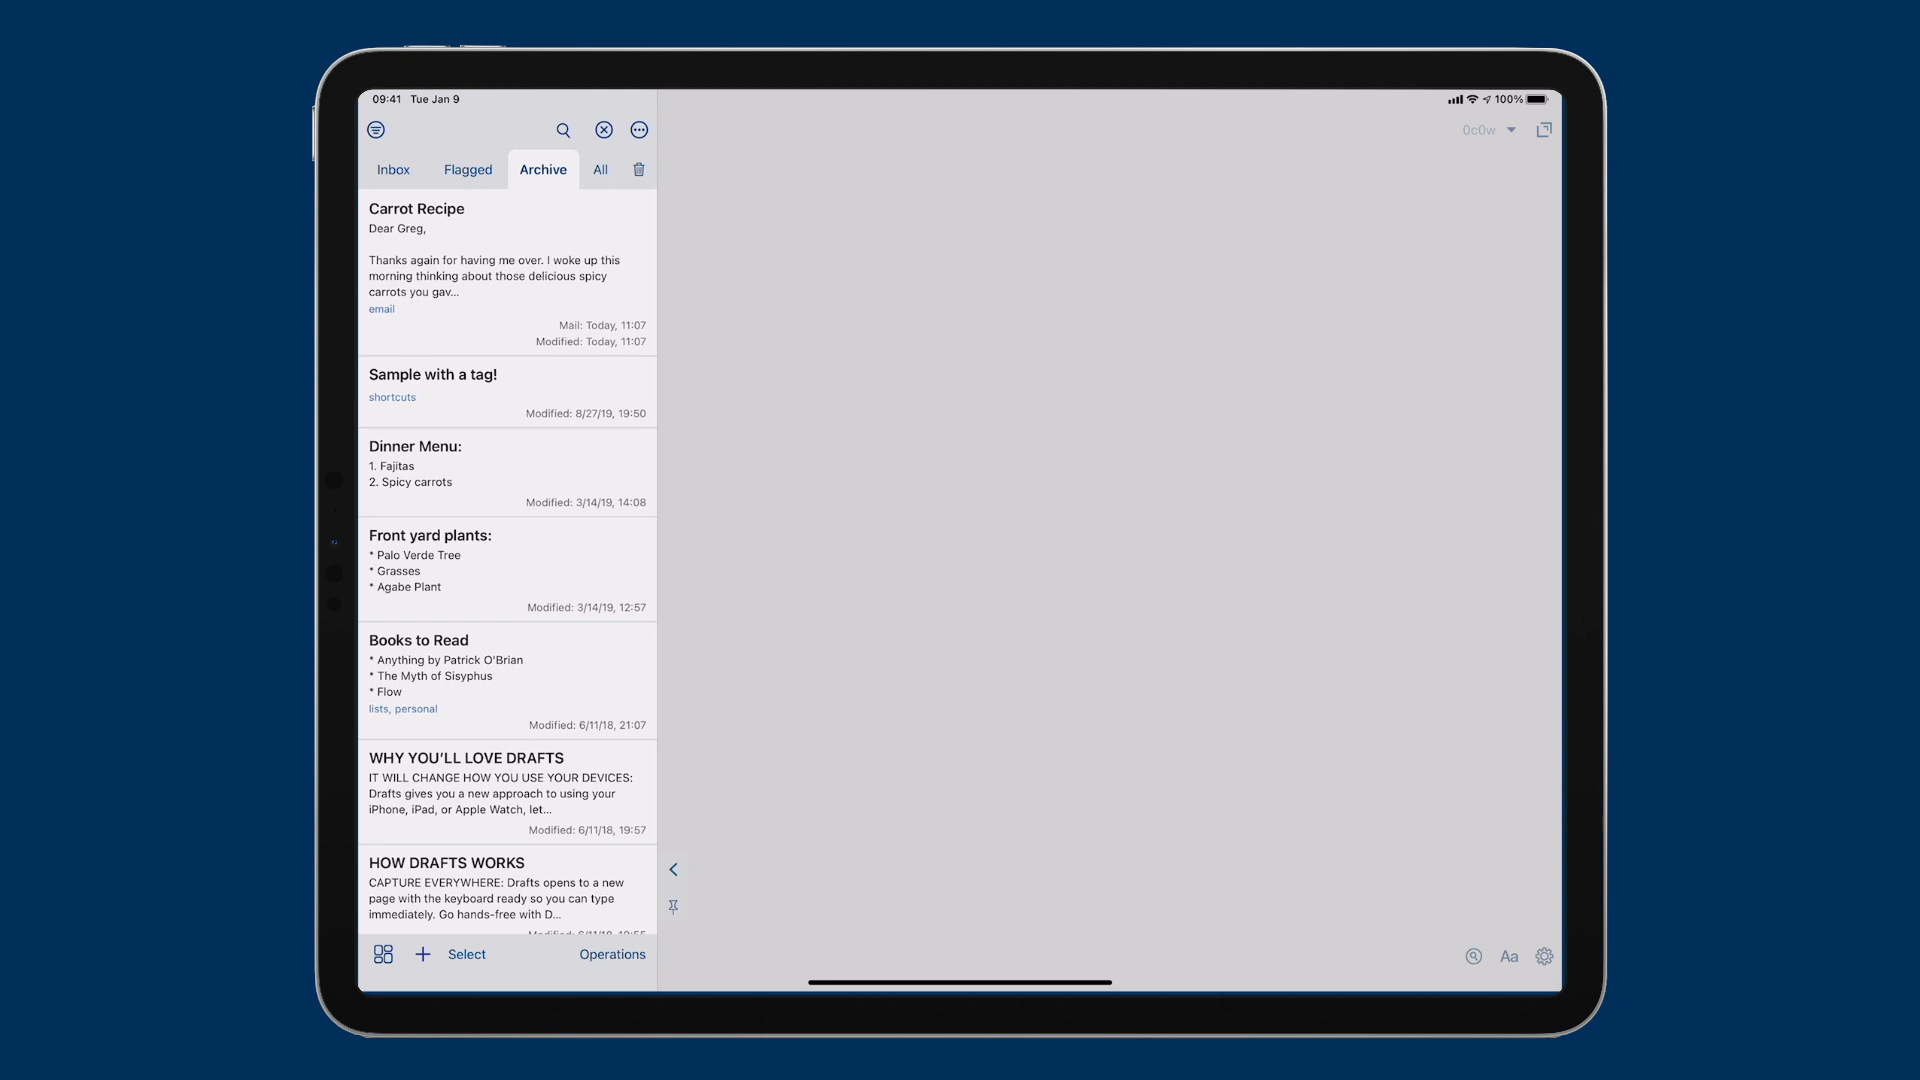 09:41 Tue Jan 9
100%
0c0w
Inbox Flagged Archive All
Carrot Recipe
Dear Greg,
Thanks again for having me over. I woke up this
morning thinking about those delicious spicy
carrots you gav...
email
Mail: Today, 11:07
Modified: Today, 11:07
Sample with a tag!
shortcuts
Modified: 8/27/19, 19:50
Dinner Menu:
1. Fajitas
2. Spicy carrots
Modified: 3/14/19, 14:08
Front yard plants:
* Palo Verde Tree
* Grasses
* Agabe Plant
Modified: 3/14/19, 12:57
Books to Read
* Anything by Patrick O'Brian
* The Myth of Sisyphus
* Flow
lists, personal
Modified: 6/11/18, 21:07
WHY YOU’LL LOVE DRAFTS
IT WILL CHANGE HOW YOU USE YOUR DEVICES:
Drafts gives you a new approach to using your
iPhone, iPad, or Apple Watch, let...
Modified: 6/11/18, 19:57
HOW DRAFTS WORKS
CAPTURE EVERYWHERE: Drafts opens to a new
page with the keyboard ready so you can type
immediately. Go hands-free with D...
Modified: 6/11/18, 19:55
Select Operations
Aa